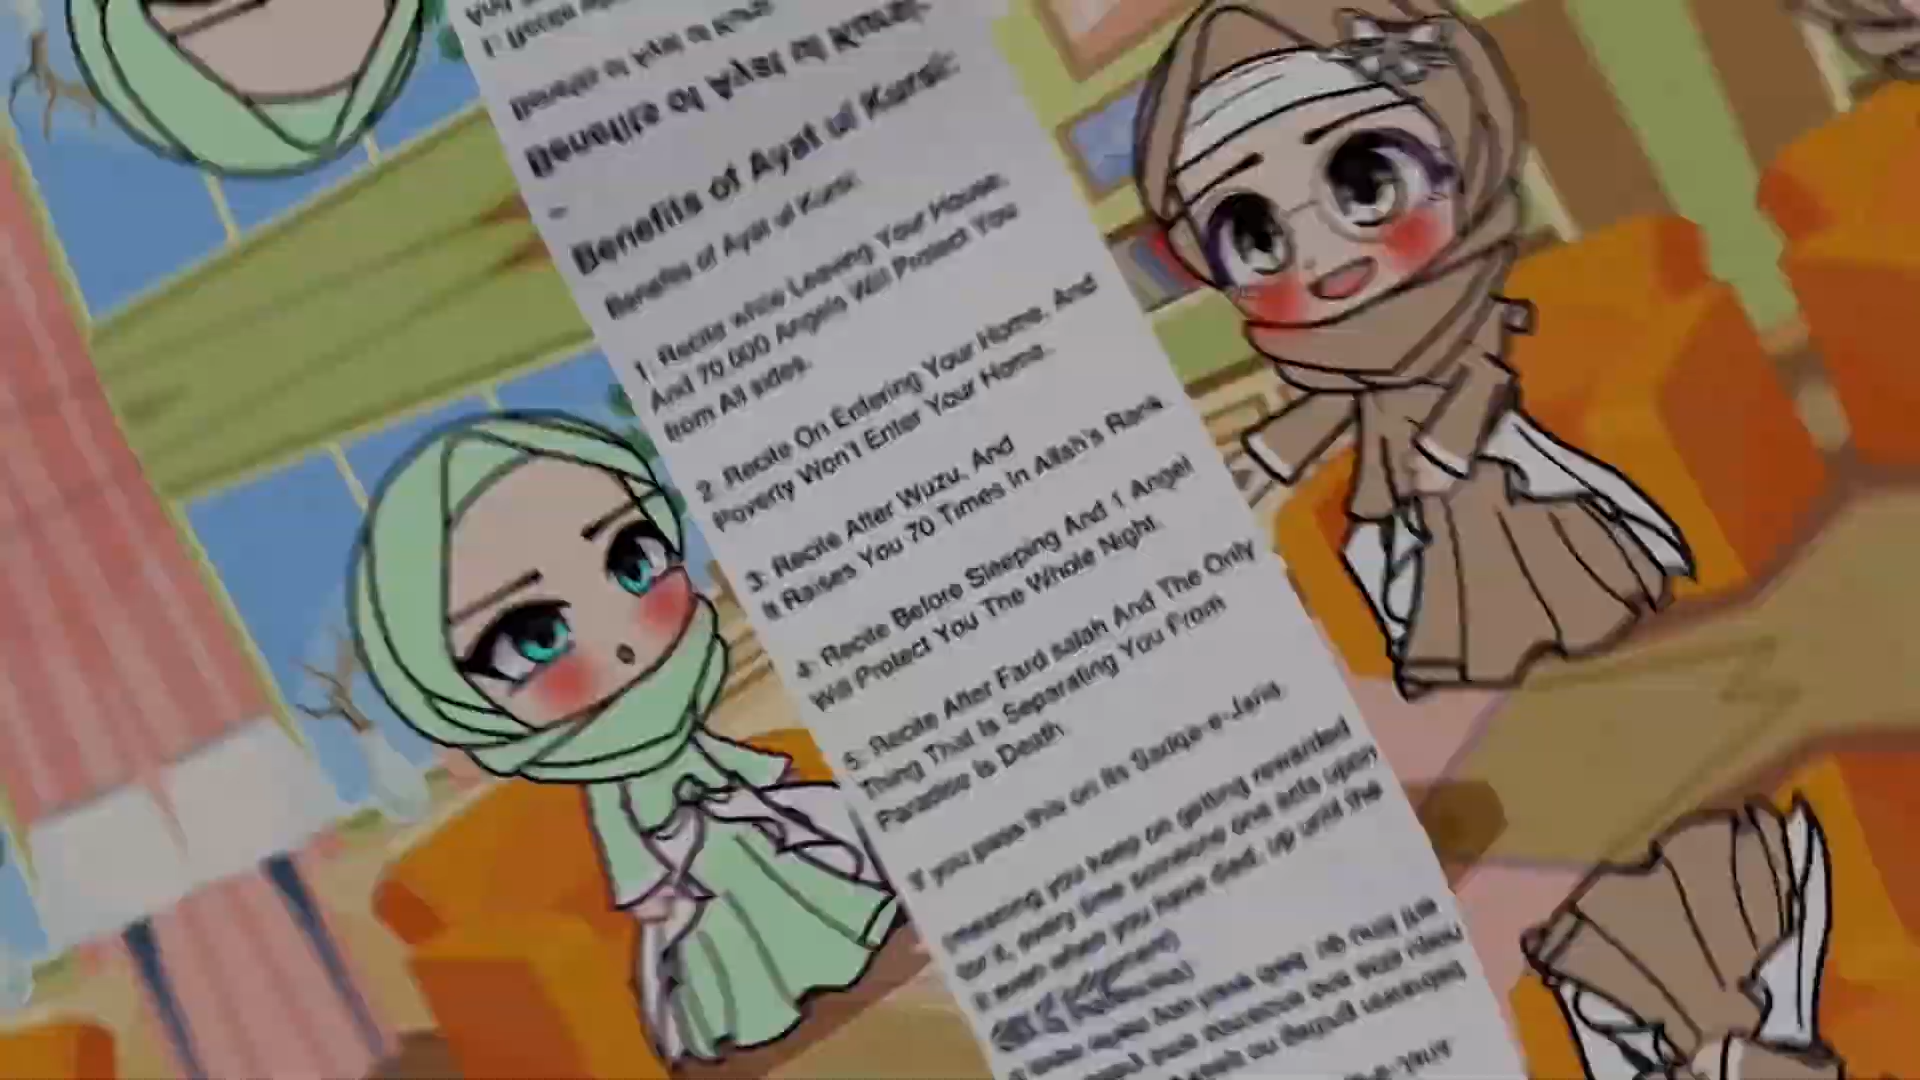 Benefits of Ayat ul Kursi:
Benefits of Ayat ul Kursi:
1: Recite while Leaving Your House.
And 70 000 Angels Will Protect You
from All sides.
2: Recite On Entering Your Home. And
Poverty Won't Enter Your Home.
3: Recite After Wuzu, And
It Raises You 70 Times in Allah's Rank.
4: Recite Before Sleeping And 1 Angel
Will Protect You The Whole Night.
5: Recite After Fard salah And The Only
Thing That Is Separating You From
Paradise Is Death.
If you pass this on its Sadqa-e-Jaria.
(meaning you keep on getting rewarded
for it, every time someone one acts upon
it even when you have died, up until the